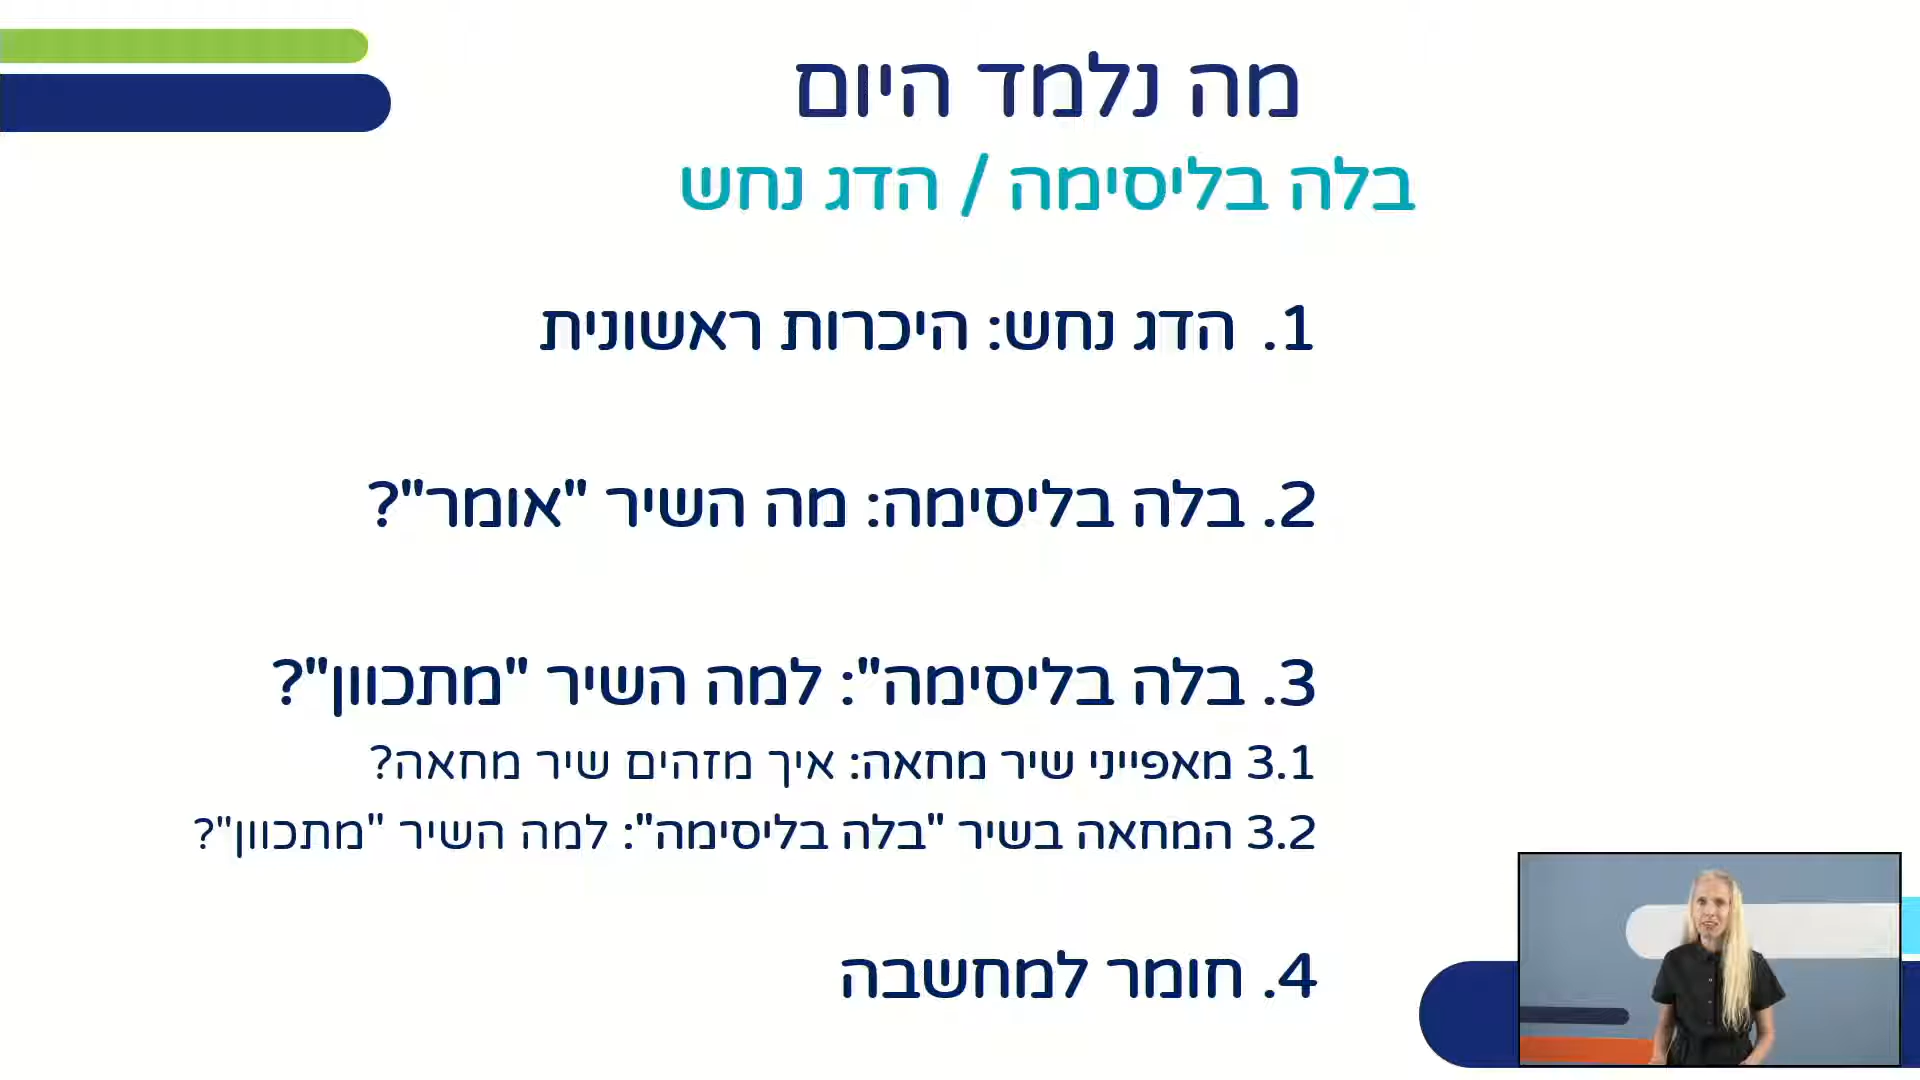 מה נלמד היום
בלה בליסימה / הדג נחש
1. הדג נחש: היכרות ראשונית
2. בלה בליסימה: מה השיר "אומר"?
3. בלה בליסימה": למה השיר "מתכוון"?
3.1 מאפייני שיר מחאה: איך מזהים שיר מחאה?
3.2 המחאה בשיר "בלה בליסימה": למה השיר "מתכוון"?
4. חומר למחשבה